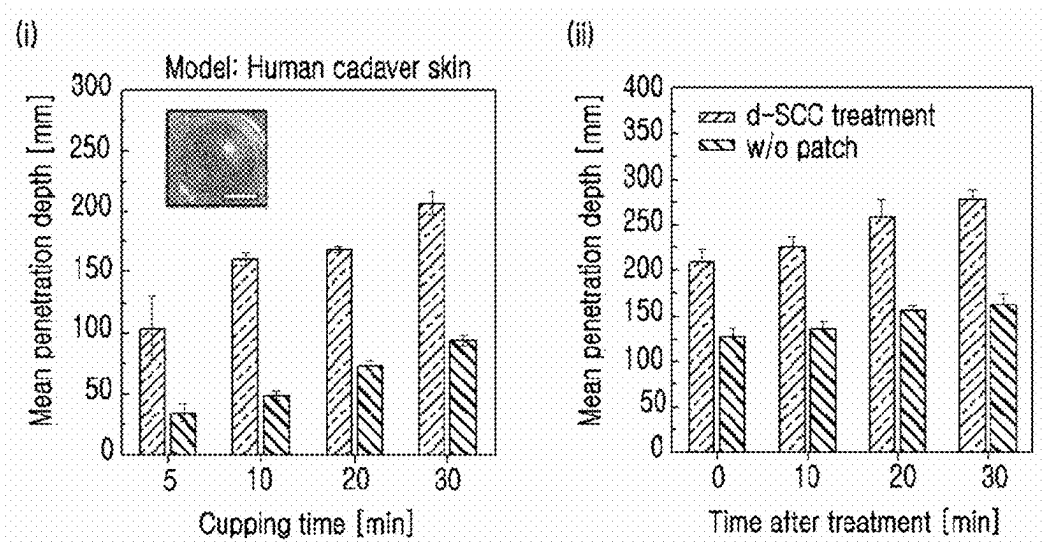 (i)
Model: Human cadaver skin
Mean penetration depth [mm]
300
250
200
150
100
50
0
5 10 20 30
Cupping time [min]
(ii)
Mean penetration depth [mm]
400
350
300
250
200
150
100
50
0
d-SCC treatment
w/o patch
0 10 20 30
Time after treatment [min]